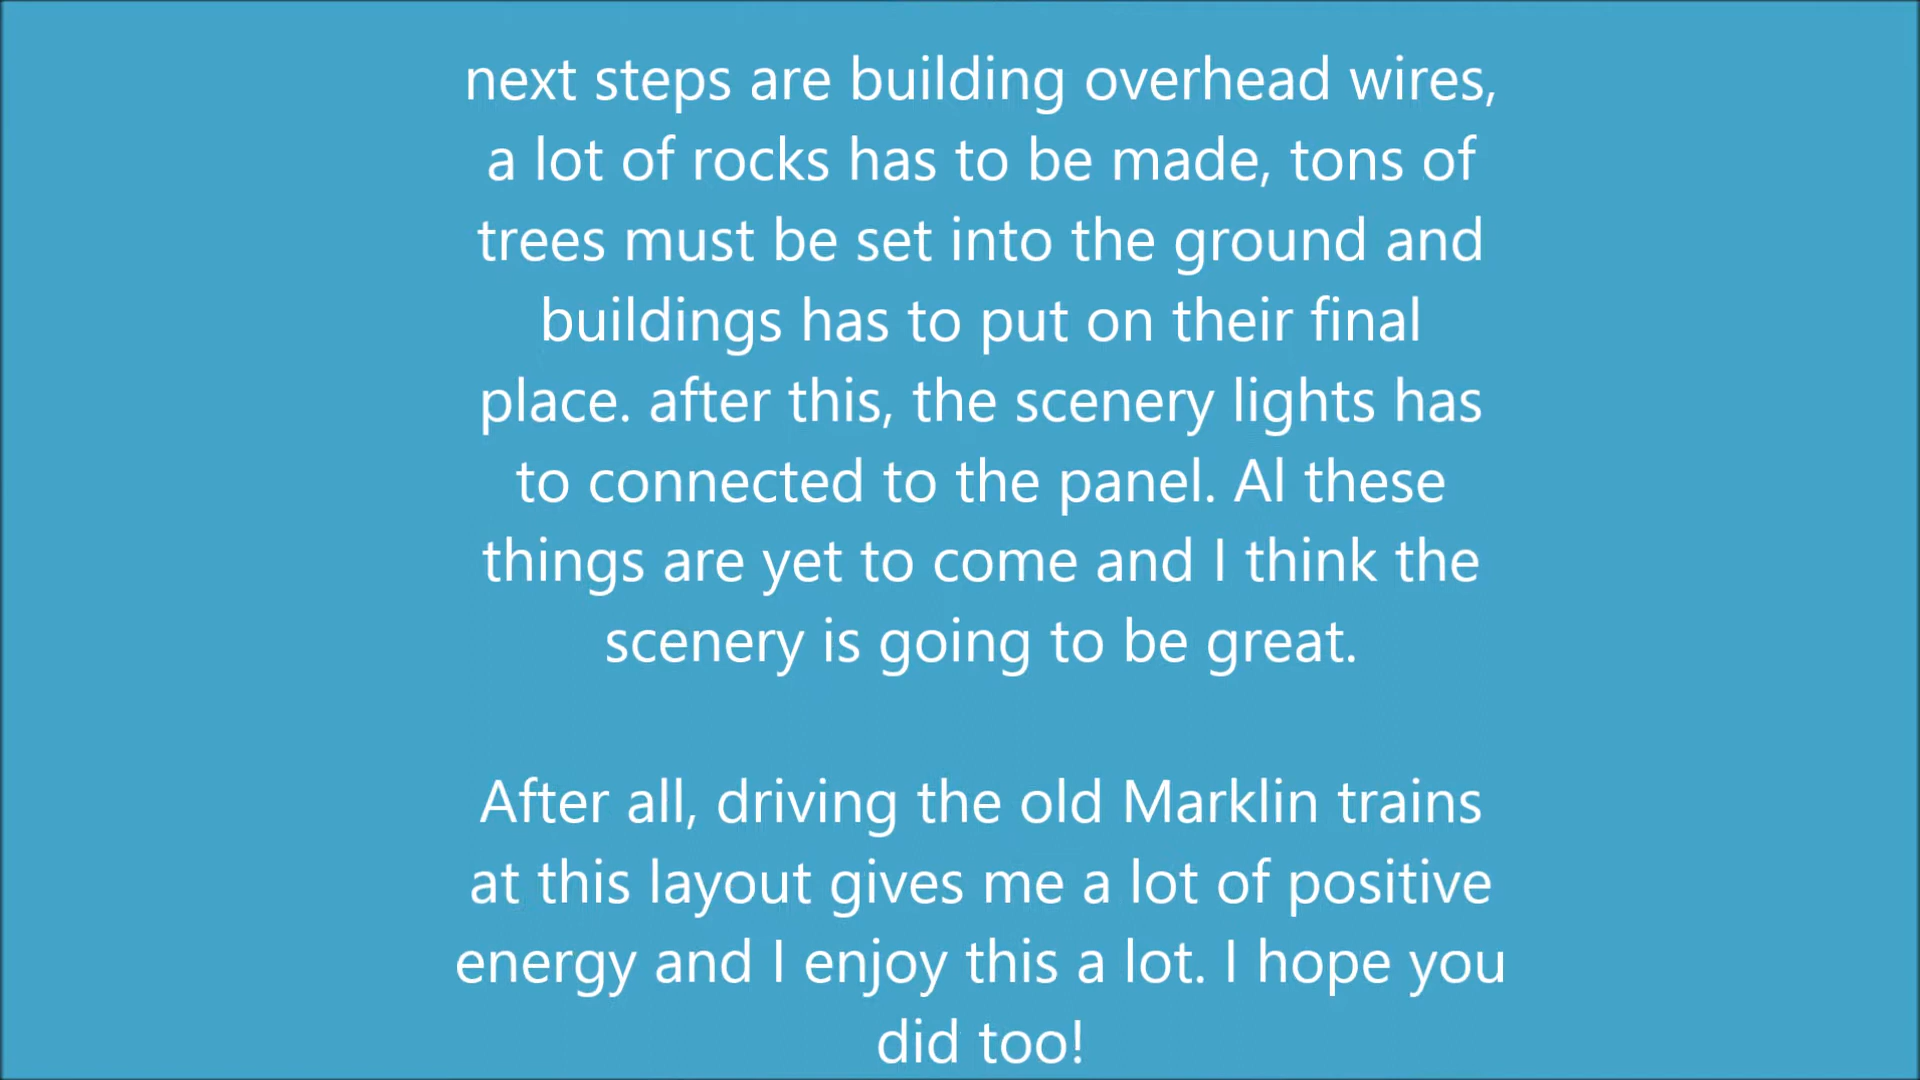 next steps are building overhead wires,
a lot of rocks has to be made, tons of
trees must be set into the ground and
buildings has to put on their final
place. after this, the scenery lights has
to connected to the panel. Al these
things are yet to come and I think the
scenery is going to be great.
After all, driving the old Marklin trains
at this layout gives me a lot of positive
energy and I enjoy this a lot. I hope you
did too!